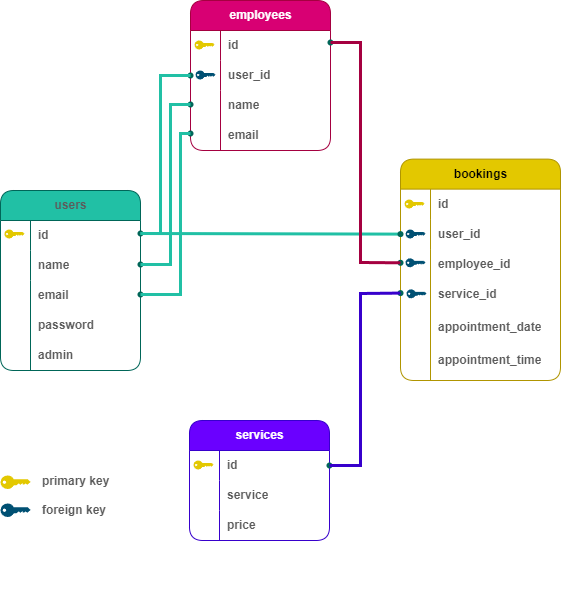 employees
id
user_id
name
email
users
id
name
email
password
admin
bookings
id
user_id
employee_id
service_id
appointment_date
appointment_time
services
id
service
price
primary key
foreign key